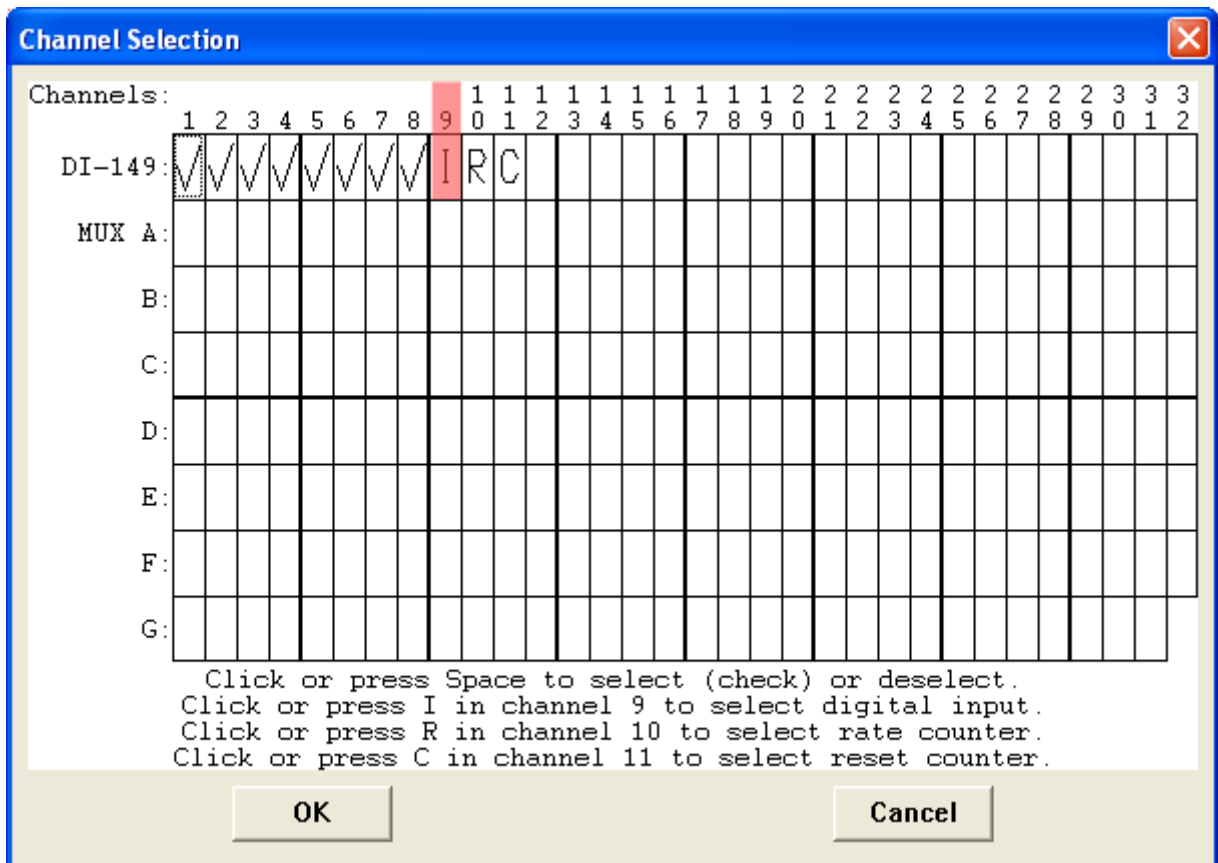 Channel Selection
Channels: 1 2 3 4 5 6 7 8 9 10 11 12 13 14 15 16 17 18 19 20 21 22 23 24 25 26 27 28 29 30 31 32
DI-149: √ √ √ √ √ √ √ √ I R C
MUX A:
B:
C:
D:
E:
F:
G:
Click or press Space to select (check) or deselect.
Click or press I in channel 9 to select digital input.
Click or press R in channel 10 to select rate counter.
Click or press C in channel 11 to select reset counter.
OK Cancel